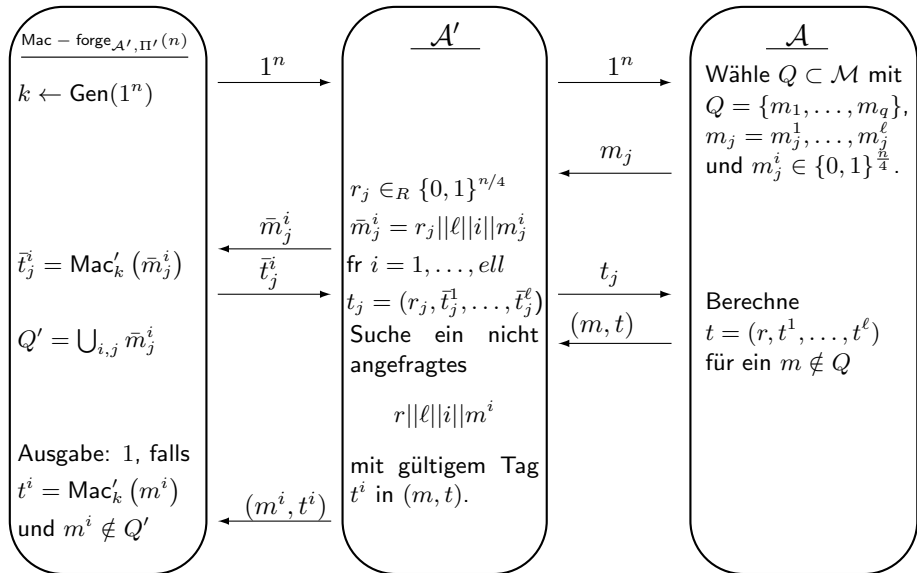 Mac − forge_{𝒜′,Π′}(n)
k ← Gen(1^n)
t̄_j^i = Mac′_k (m̄_j^i)
Q′ = ⋃_{i,j} m̄_j^i
Ausgabe: 1, falls
t^i = Mac′_k (m^i)
und m^i ∉ Q′
1^n
m̄_j^i
t̄_j^i
(m^i, t^i)
𝒜′
r_j ∈_R {0, 1}^{n/4}
m̄_j^i = r_j||ℓ||i||m_j^i
fr i = 1, . . . , ell
t_j = (r_j, t̄_j^1, . . . , t̄_j^ℓ)
Suche ein nicht
angefragtes
r||ℓ||i||m^i
mit gültigem Tag
t^i in (m, t).
1^n
m_j
t_j
(m, t)
𝒜
Wähle Q ⊂ ℳ mit
Q = {m_1, . . . , m_q},
m_j = m_j^1, . . . , m_j^ℓ
und m_j^i ∈ {0, 1}^{n/4}.
Berechne
t = (r, t^1, . . . , t^ℓ)
für ein m ∉ Q